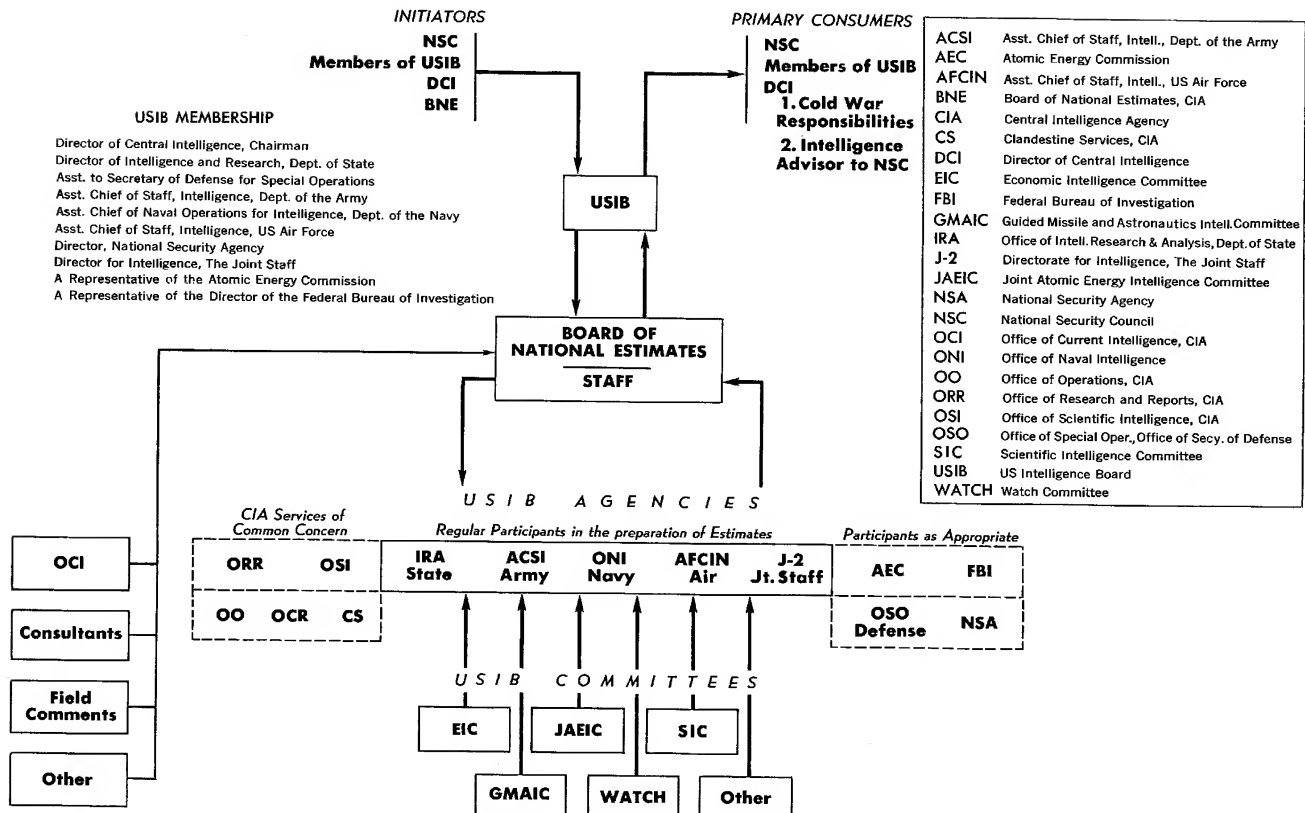 INITIATORS
NSC
Members of USIB
DCI
BNE
PRIMARY CONSUMERS
NSC
Members of USIB
DCI
1. Cold War
Responsibilities
2. Intelligence
Advisor to NSC
ACSI Asst. Chief of Staff, Intell., Dept. of the Army
AEC Atomic Energy Commission
AFCIN Asst. Chief of Staff, Intell., US Air Force
BNE Board of National Estimates, CIA
CIA Central Intelligence Agency
CS Clandestine Services, CIA
DCI Director of Central Intelligence
EIC Economic Intelligence Committee
FBI Federal Bureau of Investigation
GMAIC Guided Missile and Astronautics Intell. Committee
IRA Office of Intell. Research & Analysis, Dept. of State
J-2 Directorate for Intelligence, The Joint Staff
JAEIC Joint Atomic Energy Intelligence Committee
NSA National Security Agency
NSC National Security Council
OCI Office of Current Intelligence, CIA
ONI Office of Naval Intelligence
OO Office of Operations, CIA
ORR Office of Research and Reports, CIA
OSI Office of Scientific Intelligence, CIA
OSO Office of Special Oper., Office of Secy. of Defense
SIC Scientific Intelligence Committee
USIB US Intelligence Board
WATCH Watch Committee
USIB MEMBERSHIP
Director of Central Intelligence, Chairman
Director of Intelligence and Research, Dept. of State
Asst. to Secretary of Defense for Special Operations
Asst. Chief of Staff, Intelligence, Dept. of the Army
Asst. Chief of Naval Operations for Intelligence, Dept. of the Navy
Asst. Chief of Staff, Intelligence, US Air Force
Director, National Security Agency
Director for Intelligence, The Joint Staff
A Representative of the Atomic Energy Commission
A Representative of the Director of the Federal Bureau of Investigation
USIB
BOARD OF
NATIONAL ESTIMATES
STAFF
USIB AGENCIES
CIA Services of
Common Concern
Regular Participants in the preparation of Estimates
Participants as Appropriate
ORR OSI
OO OCR CS
IRA
State
ACSI
Army
ONI
Navy
AFCIN
Air
J-2
Jt. Staff
AEC FBI
OSO
Defense
NSA
OCI
Consultants
Field
Comments
Other
USIB COMMITTEES
EIC
JAEIC
SIC
GMAIC
WATCH
Other